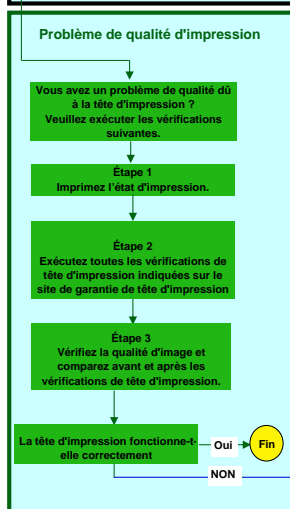 Problème de qualité d'impression
Vous avez un problème de qualité dû
à la tête d'impression ?
Veuillez exécuter les vérifications
suivantes.
Étape 1
Imprimez l'état d'impression.
Étape 2
Exécutez toutes les vérifications de
tête d'impression indiquées sur le
site de garantie de tête d'impression
Étape 3
Vérifiez la qualité d'image et
comparez avant et après les
vérifications de tête d'impression.
La tête d'impression fonctionne-t-
elle correctement
Oui
Fin
NON